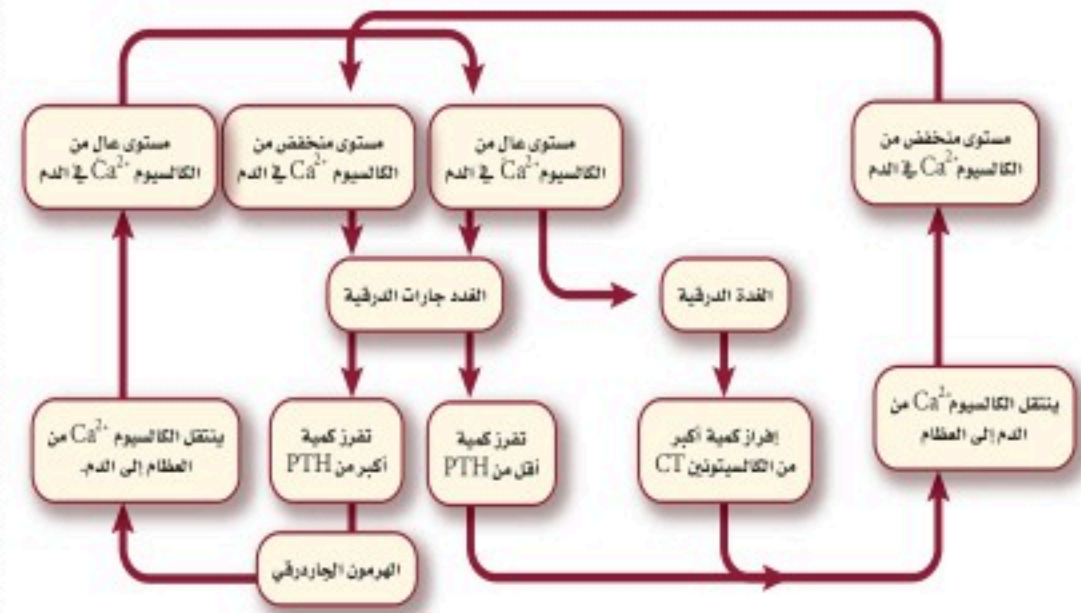 مستوى منخفض من
الكالسيوم Ca²⁺ في الدم
مستوى عال من
الكالسيوم Ca²⁺ في الدم
مستوى منخفض من
الكالسيوم Ca²⁺ في الدم
مستوى عال من
الكالسيوم Ca²⁺ في الدم
الغدة الدرقية
الغدد جارات الدرقية
ينتقل الكالسيوم Ca²⁺ من
الدم إلى العظام
إفراز كمية أكبر
من الكالسيتونين CT
تفرز كمية
أقل من PTH
تفرز كمية
أكبر من PTH
ينتقل الكالسيوم Ca²⁺ من
العظام إلى الدم.
الهرمون الجاردرقي